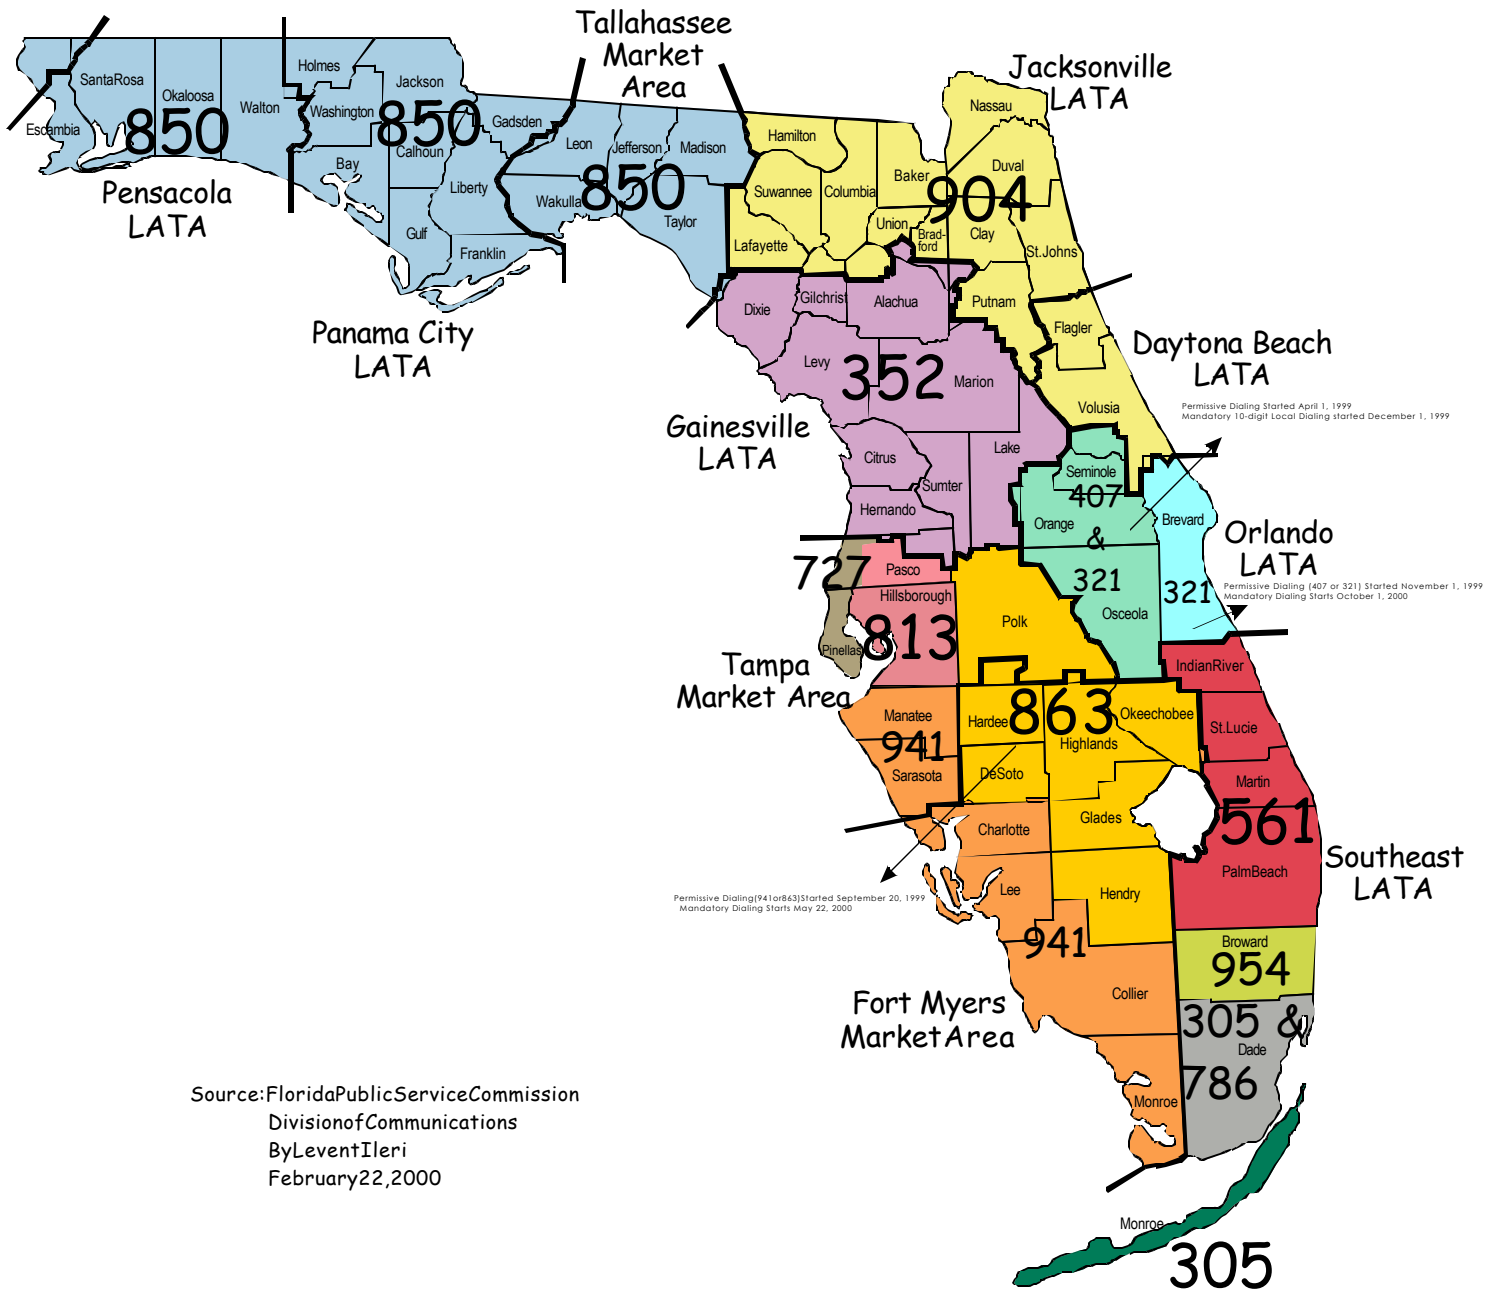 Tallahassee
Market
Area
Jacksonville
LATA
Holmes
SantaRosa
Okaloosa
Walton
Jackson
Washington
Escambia
850
850
Gadsden
Calhoun
Bay
Liberty
Leon
Jefferson
Madison
850
Wakulla
Taylor
Gulf
Franklin
Pensacola
LATA
Panama City
LATA
Nassau
Hamilton
Duval
Baker
Suwannee
Columbia
904
Union
Brad-
ford
Clay
Lafayette
St.Johns
Putnam
Flagler
Dixie
Gilchrist
Alachua
Levy
352
Marion
Volusia
Daytona Beach
LATA
Permissive Dialing Started April 1, 1999
Mandatory 10-digit Local Dialing started December 1, 1999
Gainesville
LATA
Citrus
Lake
Sumter
Hernando
Seminole
407
Orange
&
321
Osceola
Brevard
321
Orlando
LATA
Permissive Dialing (407 or 321) Started November 1, 1999
Mandatory Dialing Starts October 1, 2000
727
Pasco
Hillsborough
813
Pinellas
Polk
Tampa
Market Area
IndianRiver
Manatee
941
Sarasota
Hardee
863
Okeechobee
Highlands
DeSoto
St.Lucie
Martin
561
PalmBeach
Southeast
LATA
Charlotte
Glades
Lee
Hendry
Permissive Dialing(941or863)Started September 20, 1999
Mandatory Dialing Starts May 22, 2000
941
Collier
Broward
954
305 &
Dade
786
Fort Myers
MarketArea
Monroe
Monroe
305
Source:FloridaPublicServiceCommission
DivisionofCommunications
ByLeventIleri
February22,2000